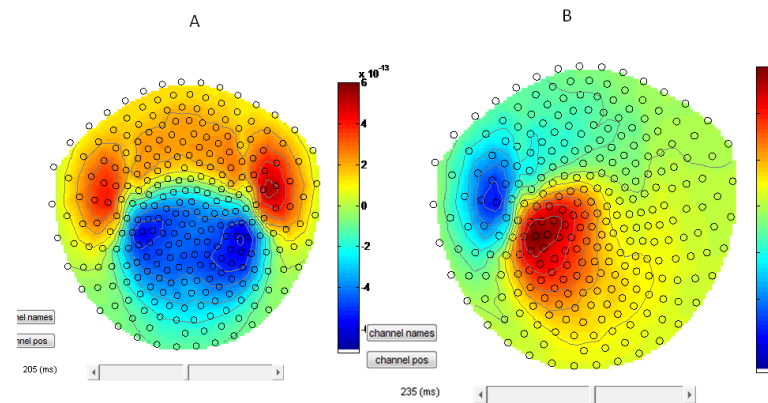 A
B
x 10-13
6
4
2
0
-2
-4
nel names
nnel pos
205 (ms)
channel names
channel pos
235 (ms)